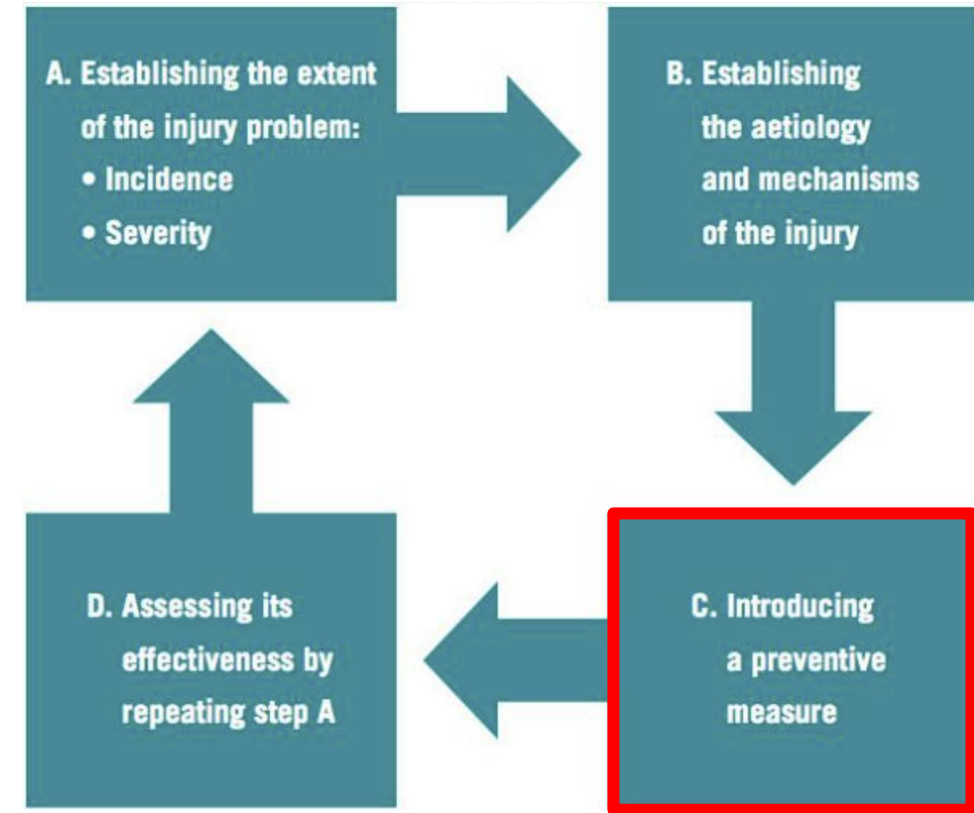 A. Establishing the extent
of the injury problem:
• Incidence
• Severity
B. Establishing
the aetiology
and mechanisms
of the injury
C. Introducing
a preventive
measure
D. Assessing its
effectiveness by
repeating step A